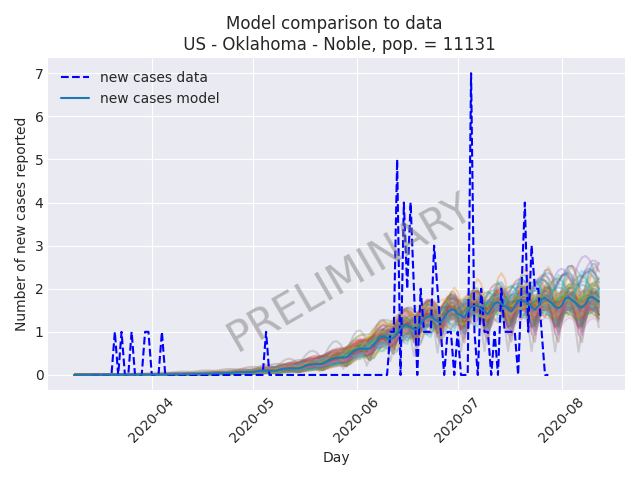 Model comparison to data
US - Oklahoma - Noble, pop. = 11131
new cases data
new cases model
PRELIMINARY
Number of new cases reported
7
6
5
4
3
2
1
0
2020-04
2020-05
2020-06
2020-07
2020-08
Day